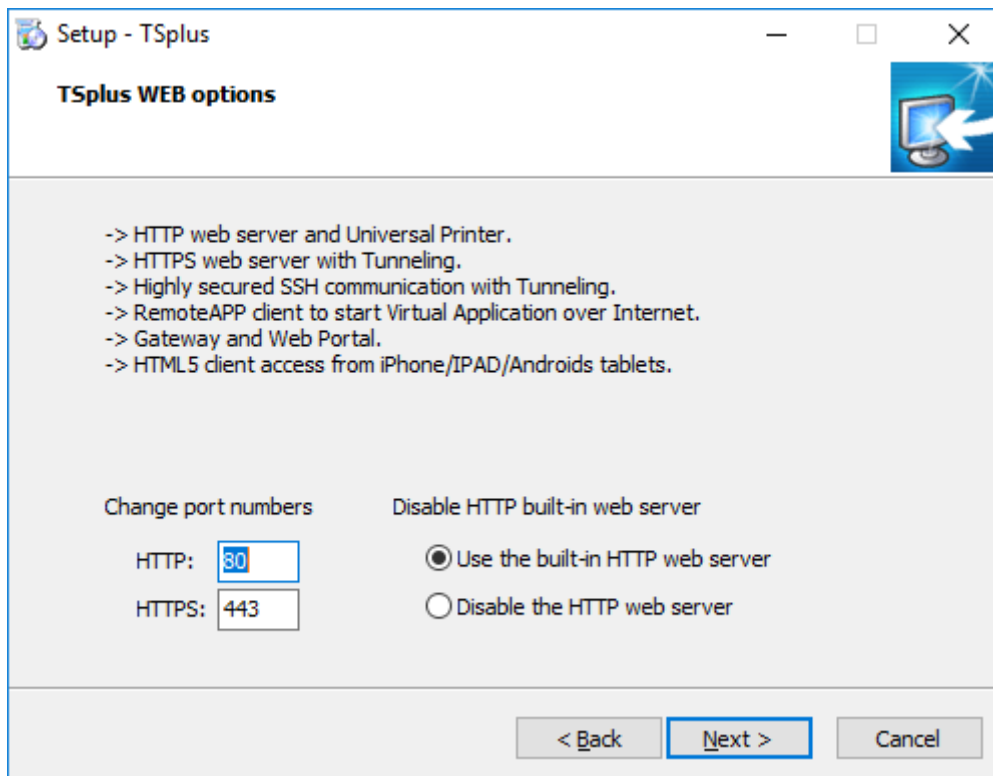 Setup - TSplus
TSplus WEB options
-> HTTP web server and Universal Printer.
-> HTTPS web server with Tunneling.
-> Highly secured SSH communication with Tunneling.
-> RemoteAPP client to start Virtual Application over Internet.
-> Gateway and Web Portal.
-> HTML5 client access from iPhone/IPAD/Androids tablets.
Change port numbers
HTTP: 80
HTTPS: 443
Disable HTTP built-in web server
Use the built-in HTTP web server
Disable the HTTP web server
< Back
Next >
Cancel